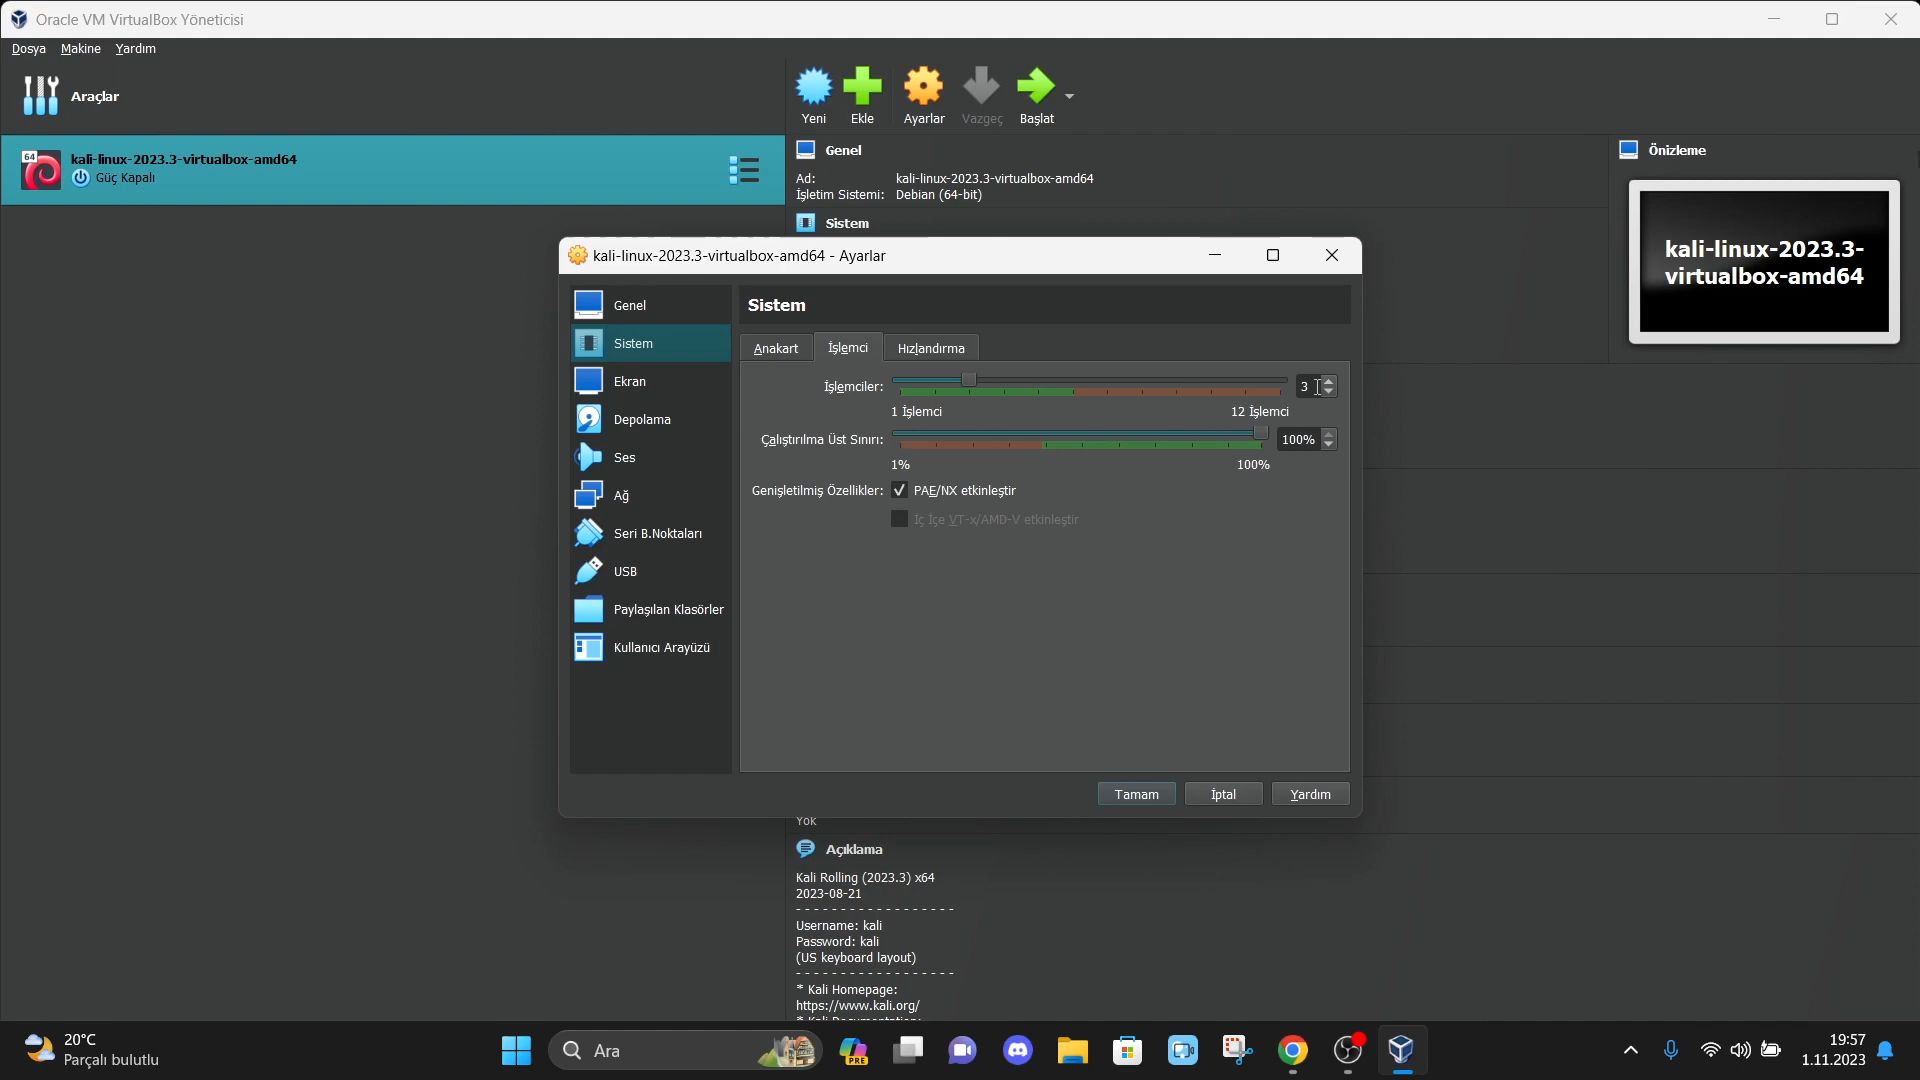 Oracle VM VirtualBox Yöneticisi
Dosya Makine Yardım
Araçlar
Yeni Ekle Ayarlar Vazgeç Başlat
64
kali-linux-2023.3-virtualbox-amd64
Güç Kapalı
Genel
Ad: kali-linux-2023.3-virtualbox-amd64
İşletim Sistemi: Debian (64-bit)
Sistem
Önizleme
kali-linux-2023.3-
virtualbox-amd64
kali-linux-2023.3-virtualbox-amd64 - Ayarlar
Genel
Sistem
Ekran
Depolama
Ses
Ağ
Seri B.Noktaları
USB
Paylaşılan Klasörler
Kullanıcı Arayüzü
Sistem
Anakart İşlemci Hızlandırma
İşlemciler: 3
1 İşlemci 12 İşlemci
Çalıştırılma Üst Sınırı: 100%
1% 100%
Genişletilmiş Özellikler: PAE/NX etkinleştir
İç İçe VT-x/AMD-V etkinleştir
Tamam İptal Yardım
Yok
Açıklama
Kali Rolling (2023.3) x64
2023-08-21
- - - - - - - - - - - - - - - - - -
Username: kali
Password: kali
(US keyboard layout)
- - - - - - - - - - - - - - - - - -
* Kali Homepage:
https://www.kali.org/
* Kali Documentation:
20°C
Parçalı bulutlu
Ara
PRE
19:57
1.11.2023